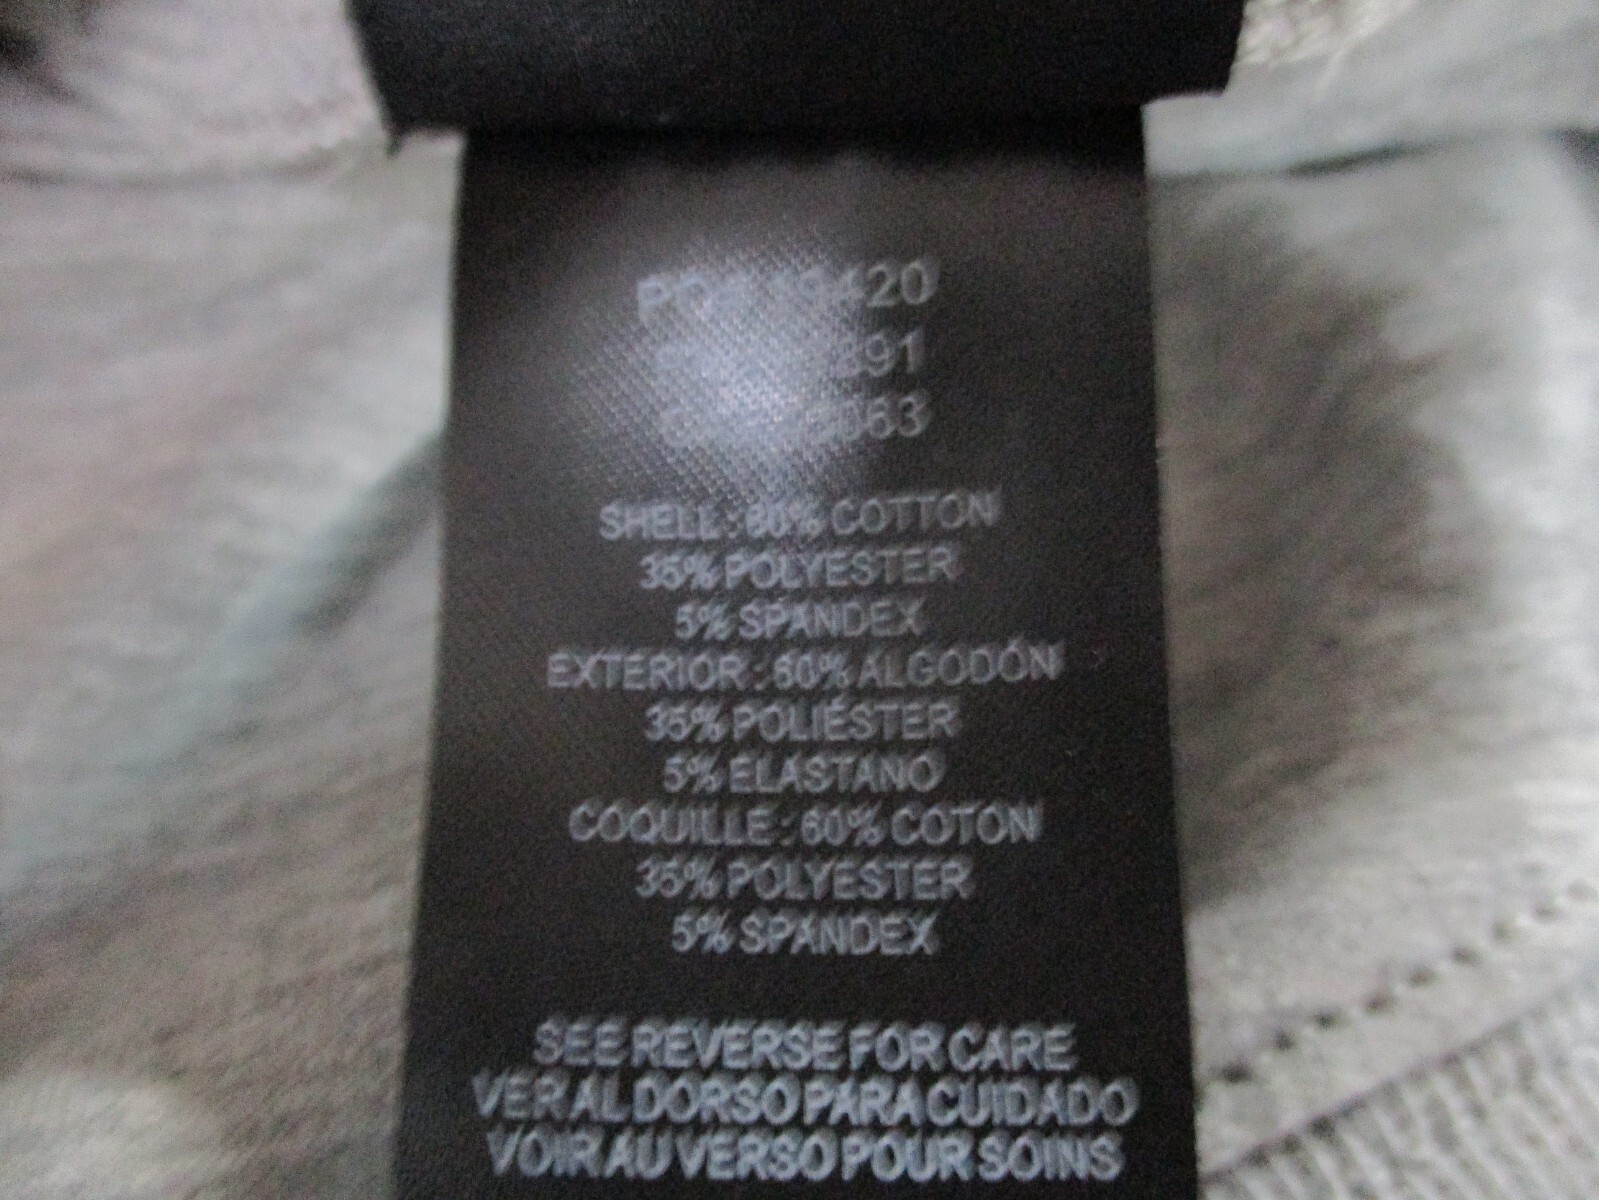 SHELL : 60% COTTON
35% POLYESTER
5% SPANDEX
EXTERIOR : 60% ALGODÓN
35% POLIÉSTER
5% ELASTANO
COQUILLE : 60% COTON
35% POLYESTER
5% SPANDEX
SEE REVERSE FOR CARE
VER AL DORSO PARA CUIDADO
VOIR AU VERSO POUR SOINS